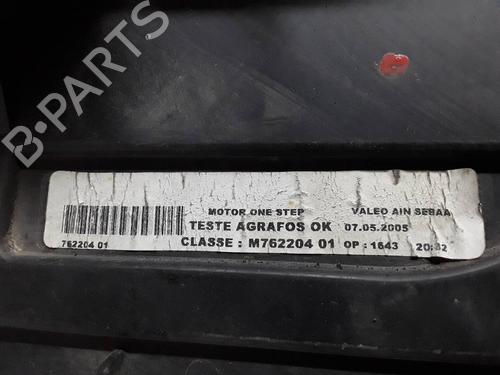 B-PARTS
MOTOR ONE STEP VALEO AIN SEBAA
TESTE AGRAFOS OK 07.05.2005
762204 01 CLASSE : M762204 01 OP : 1643 20:32